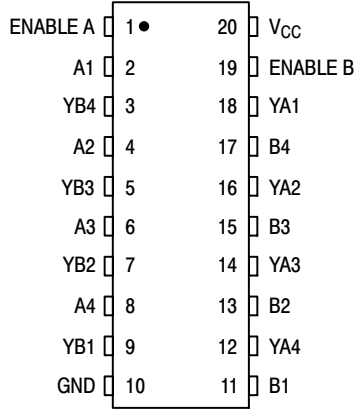 ENABLE A 1 20 VCC
A1 2 19 ENABLE B
YB4 3 18 YA1
A2 4 17 B4
YB3 5 16 YA2
A3 6 15 B3
YB2 7 14 YA3
A4 8 13 B2
YB1 9 12 YA4
GND 10 11 B1